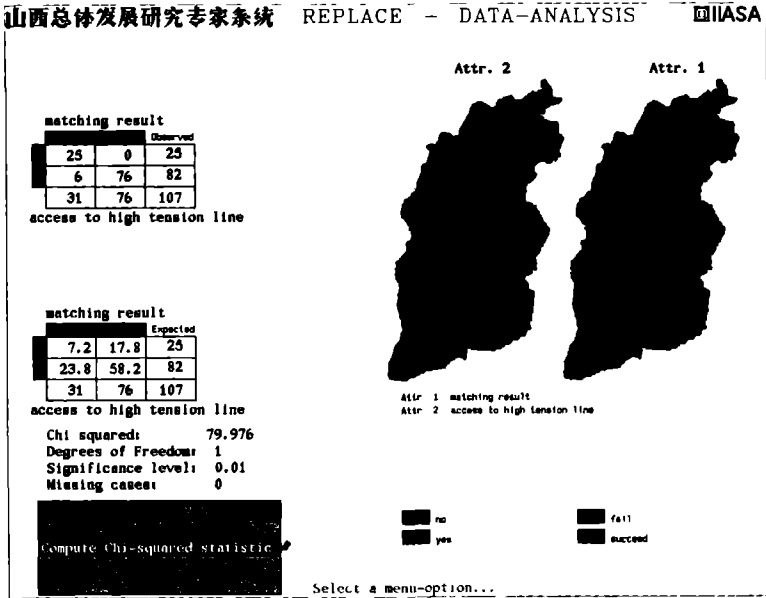 山西总体发展研究专家系统 REPLACE - DATA-ANALYSIS IIASA
Attr. 2 Attr. 1
matching result
Observed
25 0 25
6 76 82
31 76 107
access to high tension line
matching result
Expected
7.2 17.8 25
23.8 58.2 82
31 76 107
access to high tension line
Attr 1 matching result
Attr 2 access to high tension line
Chi squared: 79.976
Degrees of Freedom: 1
Significance level: 0.01
Missing cases: 0
no fail
yes succeed
Compute Chi-squared statistic
Select a menu-option...